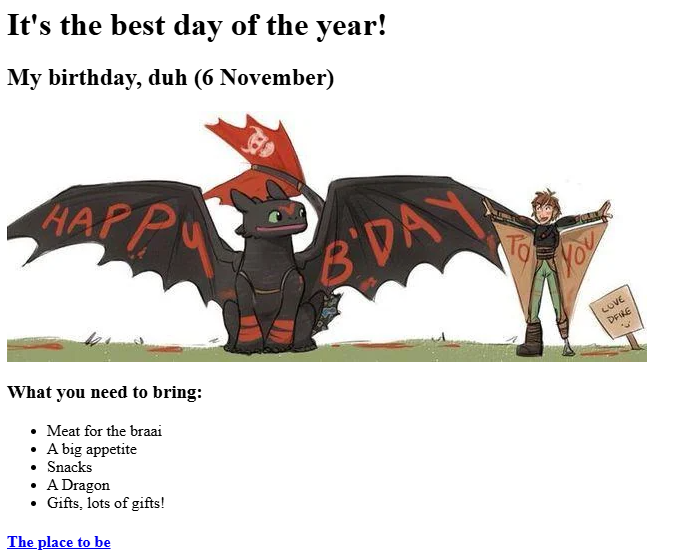 It's the best day of the year!
My birthday, duh (6 November)
HAPPY B'DAY TO YOU
LOVE
DFIRE
What you need to bring:
Meat for the braai
A big appetite
Snacks
A Dragon
Gifts, lots of gifts!
The place to be